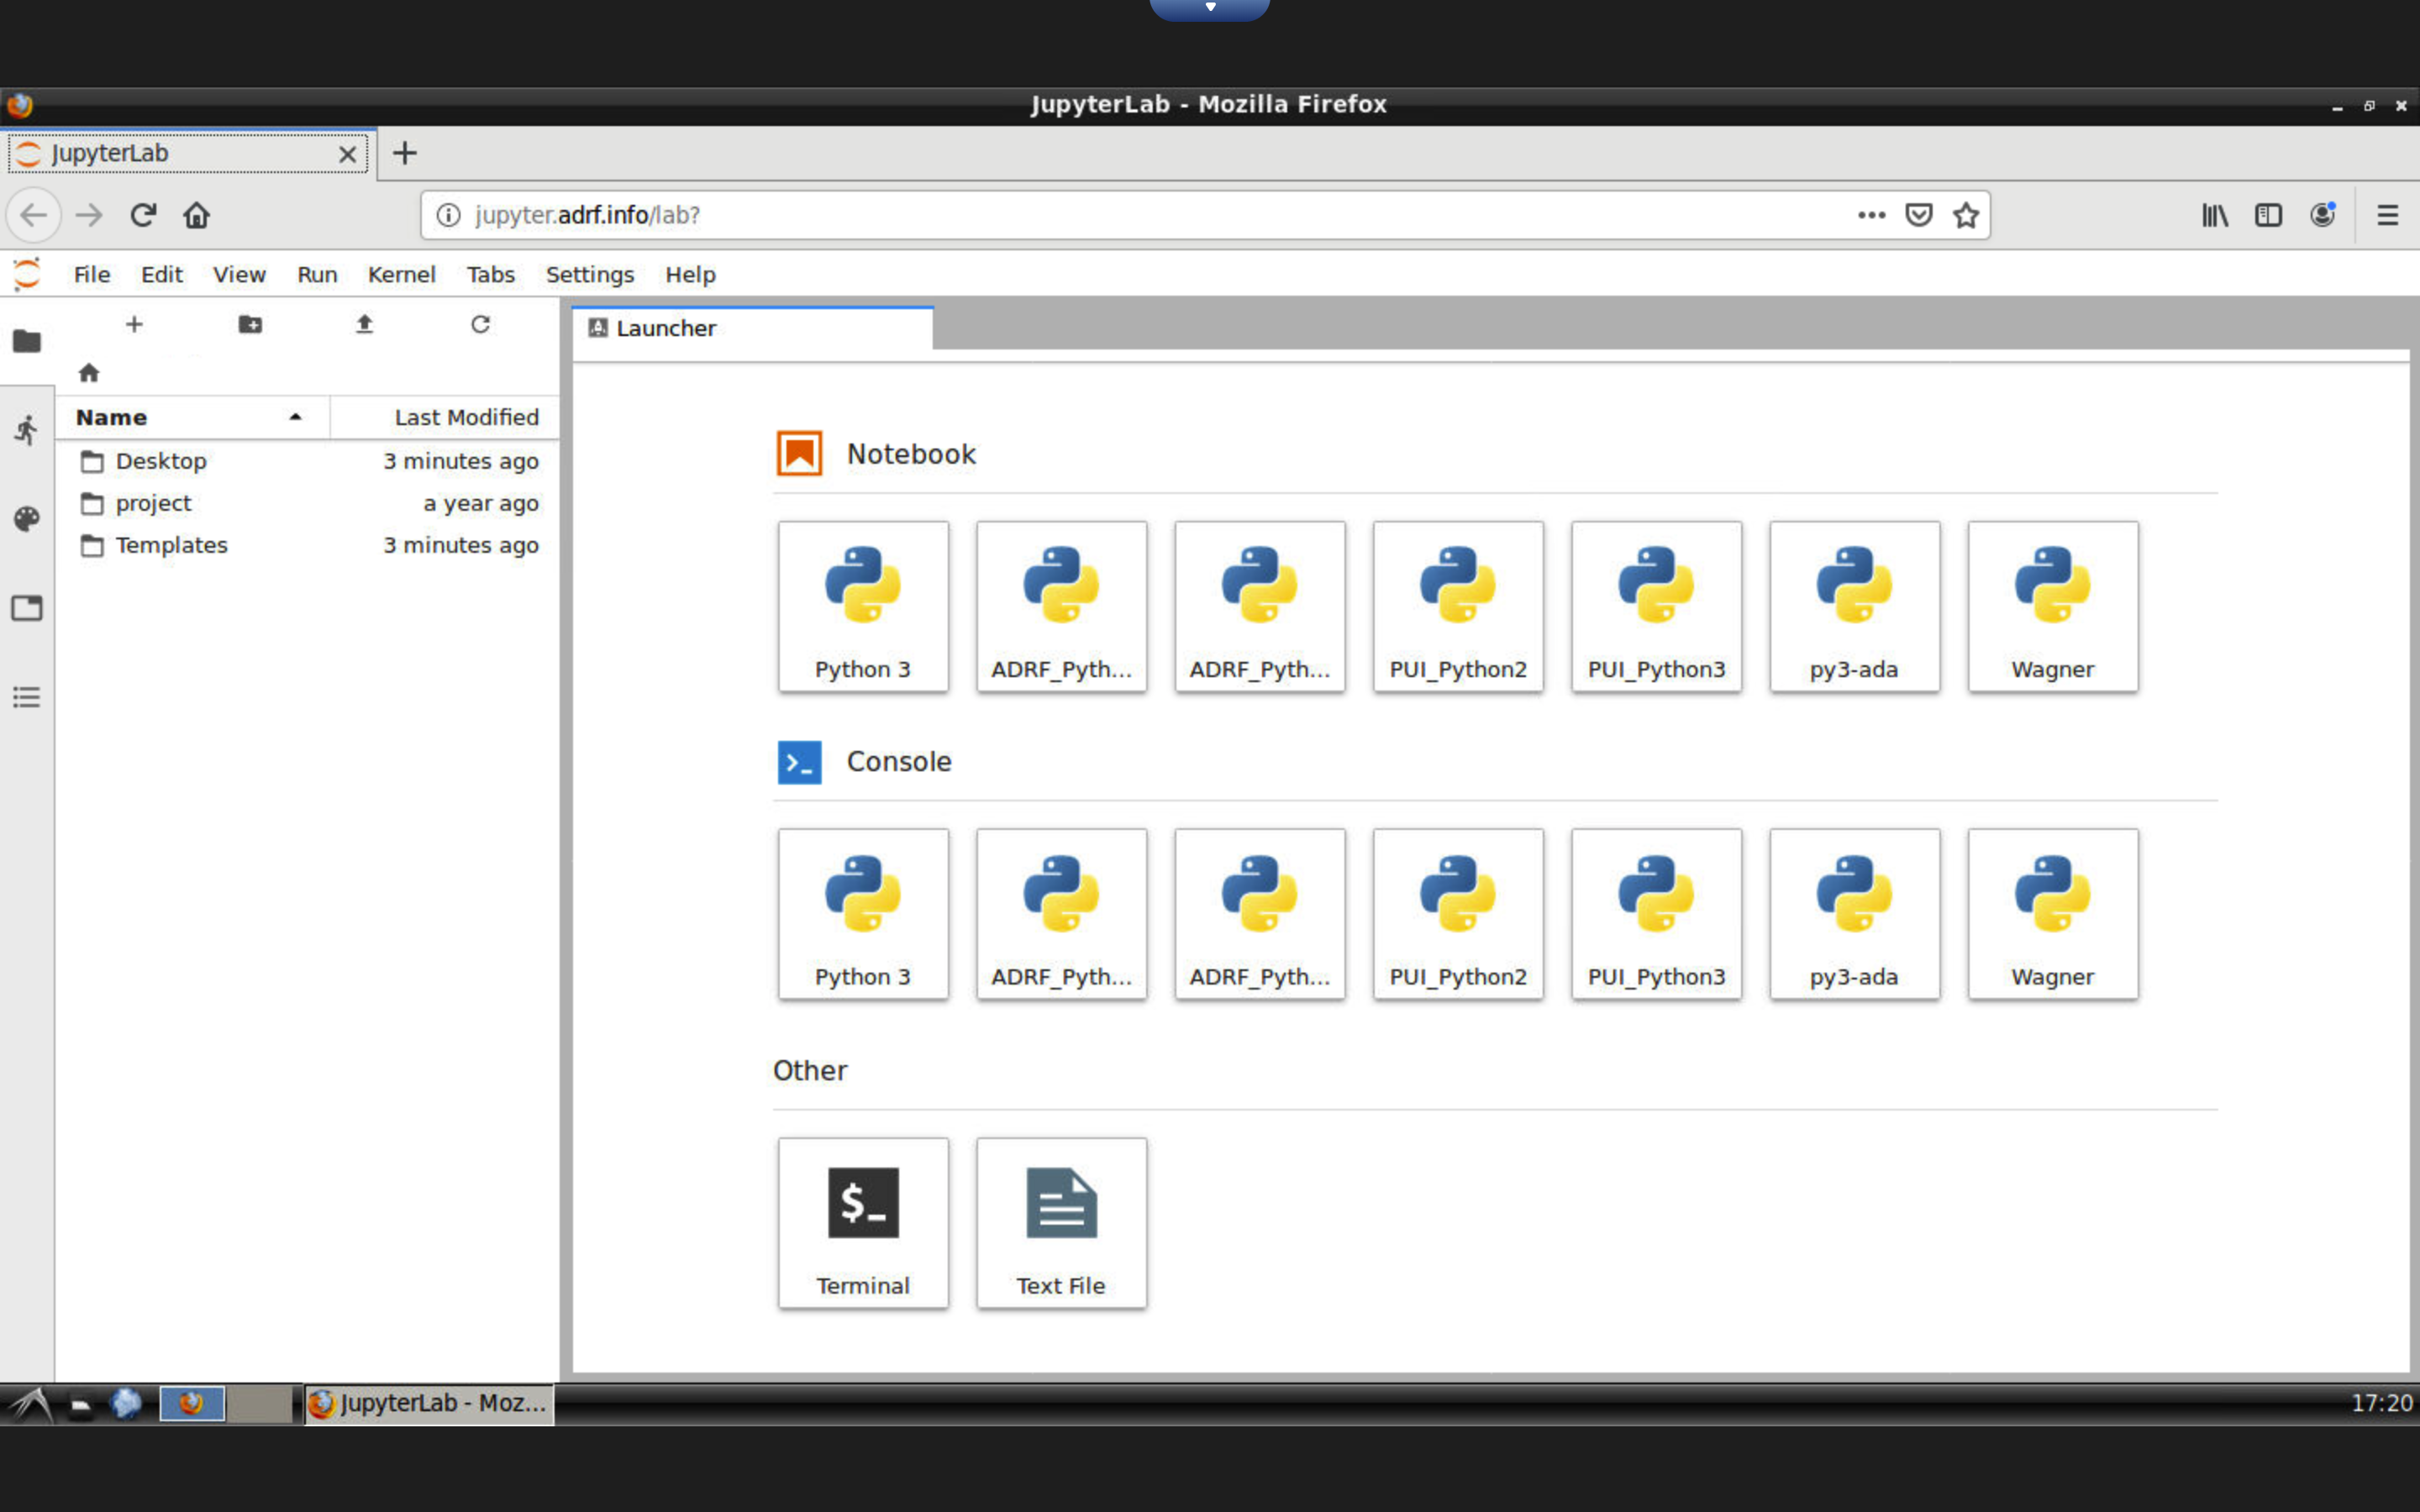 JupyterLab - Mozilla Firefox
JupyterLab
jupyter.adrf.info/lab?
File Edit View Run Kernel Tabs Settings Help
Launcher
Name Last Modified
Desktop 3 minutes ago
project a year ago
Templates 3 minutes ago
Notebook
Python 3 ADRF_Pyth... ADRF_Pyth... PUI_Python2 PUI_Python3 py3-ada Wagner
Console
Python 3 ADRF_Pyth... ADRF_Pyth... PUI_Python2 PUI_Python3 py3-ada Wagner
Other
$_
Terminal Text File
JupyterLab - Moz... 17:20